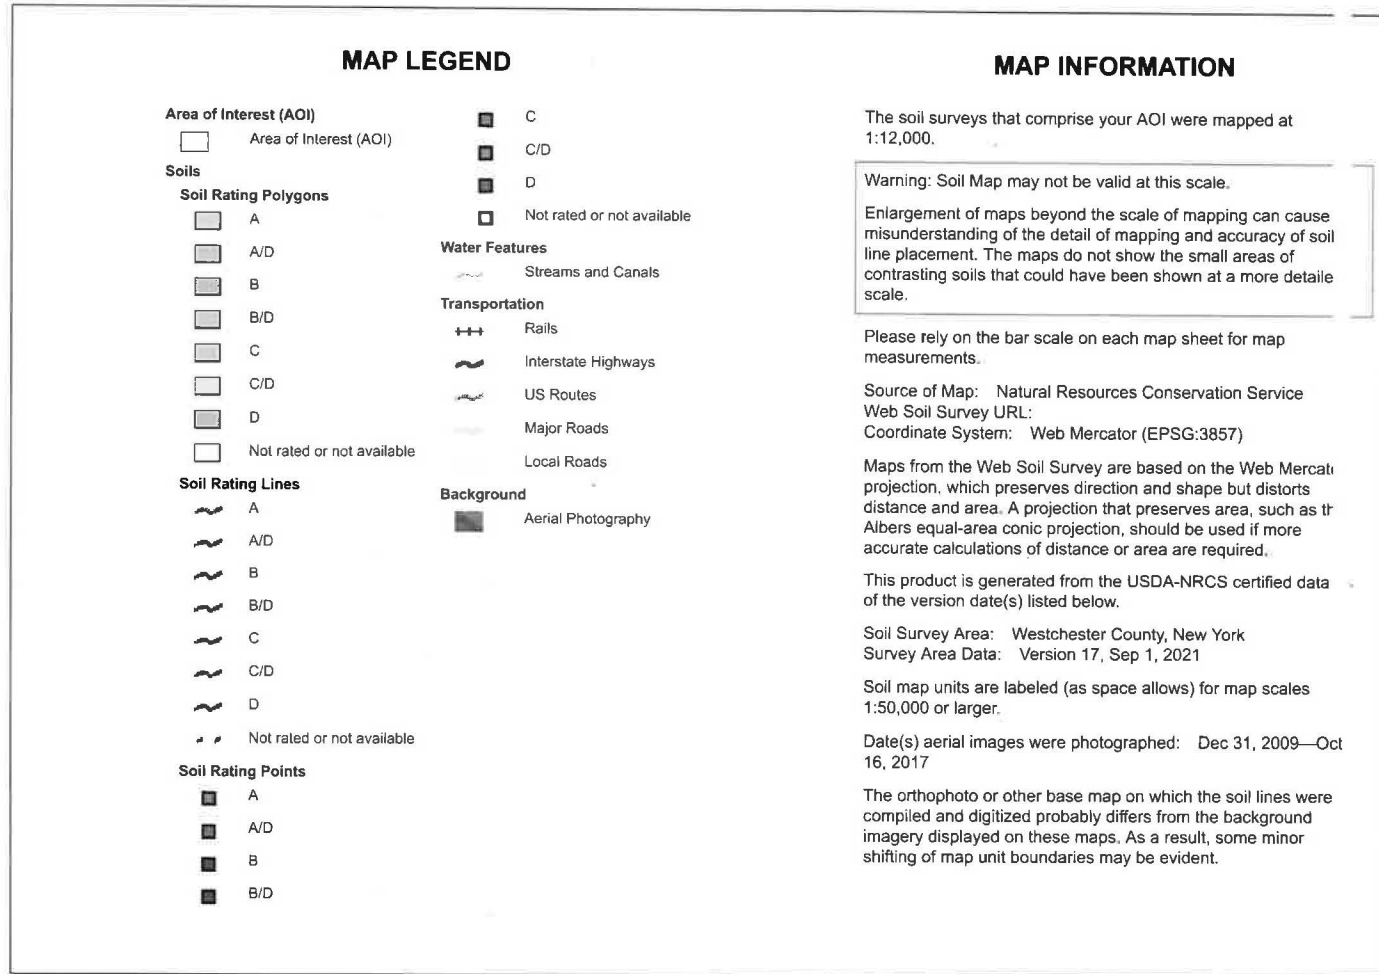 MAP LEGEND
Area of Interest (AOI)
Area of Interest (AOI)
Soils
Soil Rating Polygons
A
A/D
B
B/D
C
C/D
D
Not rated or not available
Soil Rating Lines
A
A/D
B
B/D
C
C/D
D
Not rated or not available
Soil Rating Points
A
A/D
B
B/D
C
C/D
D
Not rated or not available
Water Features
Streams and Canals
Transportation
Rails
Interstate Highways
US Routes
Major Roads
Local Roads
Background
Aerial Photography
MAP INFORMATION
The soil surveys that comprise your AOI were mapped at
1:12,000.
Warning: Soil Map may not be valid at this scale.
Enlargement of maps beyond the scale of mapping can cause
misunderstanding of the detail of mapping and accuracy of soil
line placement. The maps do not show the small areas of
contrasting soils that could have been shown at a more detaile
scale.
Please rely on the bar scale on each map sheet for map
measurements.
Source of Map: Natural Resources Conservation Service
Web Soil Survey URL:
Coordinate System: Web Mercator (EPSG:3857)
Maps from the Web Soil Survey are based on the Web Mercat
projection, which preserves direction and shape but distorts
distance and area. A projection that preserves area, such as th
Albers equal-area conic projection, should be used if more
accurate calculations of distance or area are required.
This product is generated from the USDA-NRCS certified data
of the version date(s) listed below.
Soil Survey Area: Westchester County, New York
Survey Area Data: Version 17, Sep 1, 2021
Soil map units are labeled (as space allows) for map scales
1:50,000 or larger.
Date(s) aerial images were photographed: Dec 31, 2009—Oct
16, 2017
The orthophoto or other base map on which the soil lines were
compiled and digitized probably differs from the background
imagery displayed on these maps. As a result, some minor
shifting of map unit boundaries may be evident.